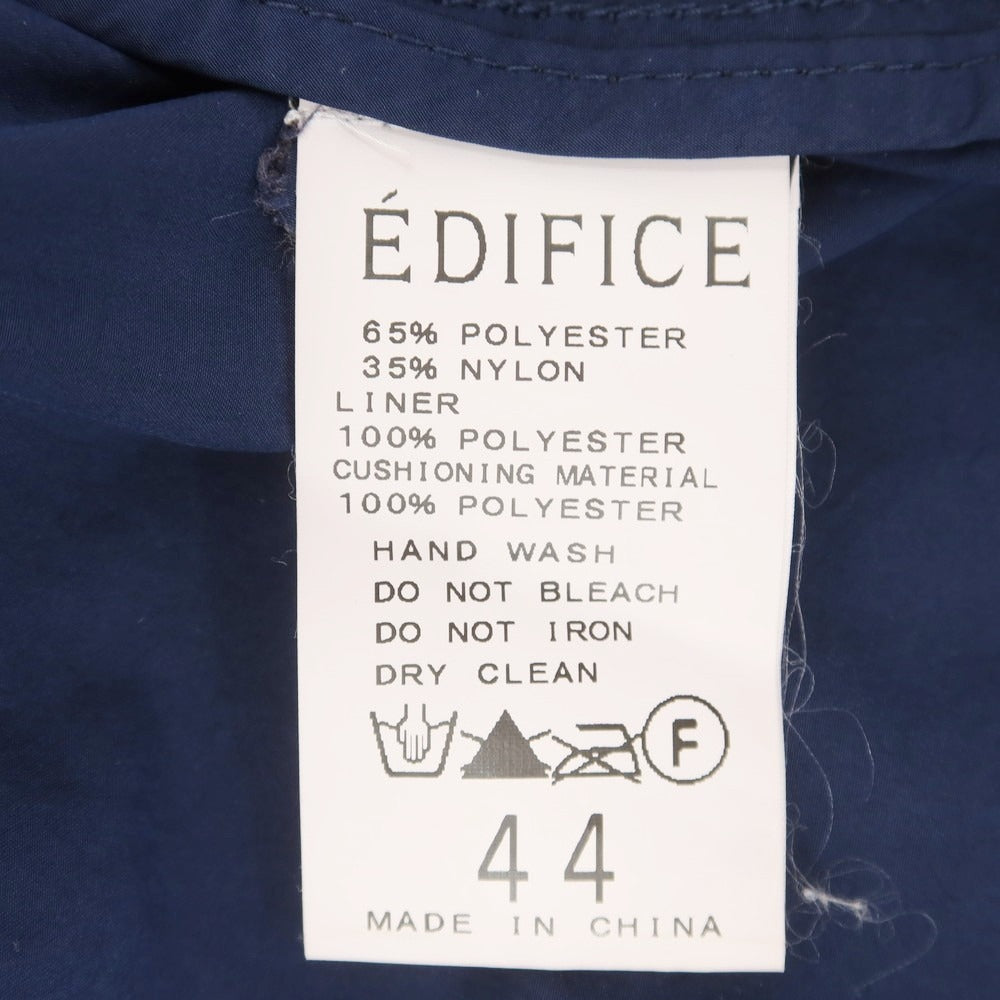 ÉDIFICE
65% POLYESTER
35% NYLON
LINER
100% POLYESTER
CUSHIONING MATERIAL
100% POLYESTER
HAND WASH
DO NOT BLEACH
DO NOT IRON
DRY CLEAN
F
44
MADE IN CHINA